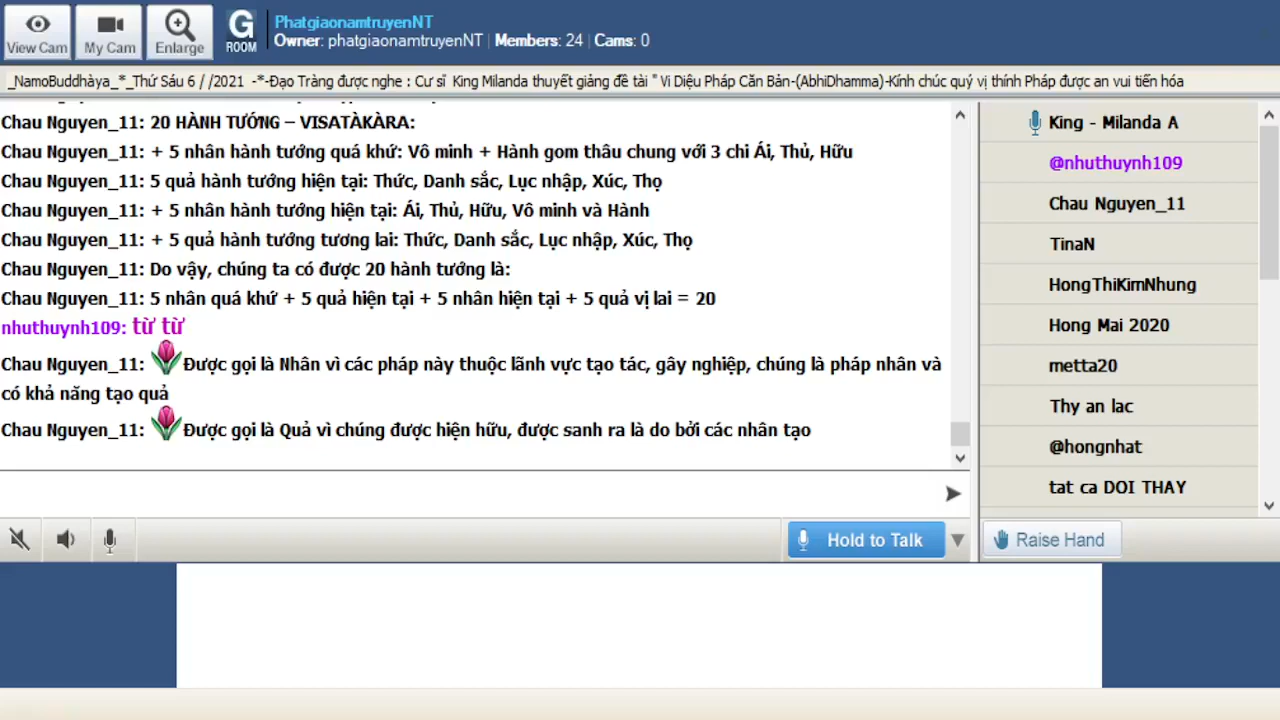 View Cam
My Cam
Enlarge
G
ROOM
PhatgiaonamtruyenNT
Owner: phatgiaonamtruyenNT | Members: 24 | Cams: 0
_NamoBuddhàya_*_Thứ Sáu 6 / /2021 -*-Đạo Tràng được nghe : Cư sĩ King Milanda thuyết giảng đề tài " Vi Diệu Pháp Căn Bản-(AbhiDhamma)-Kính chúc quý vị thính Pháp được an vui tiến hóa
Chau Nguyen_11: 20 HÀNH TƯỚNG – VISATÀKÀRA:
Chau Nguyen_11: + 5 nhân hành tướng quá khứ: Vô minh + Hành gom thâu chung với 3 chi Ái, Thủ, Hữu
Chau Nguyen_11: 5 quả hành tướng hiện tại: Thức, Danh sắc, Lục nhập, Xúc, Thọ
Chau Nguyen_11: + 5 nhân hành tướng hiện tại: Ái, Thủ, Hữu, Vô minh và Hành
Chau Nguyen_11: + 5 quả hành tướng tương lai: Thức, Danh sắc, Lục nhập, Xúc, Thọ
Chau Nguyen_11: Do vậy, chúng ta có được 20 hành tướng là:
Chau Nguyen_11: 5 nhân quá khứ + 5 quả hiện tại + 5 nhân hiện tại + 5 quả vị lai = 20
nhuthuynh109: từ từ
Chau Nguyen_11: Được gọi là Nhân vì các pháp này thuộc lãnh vực tạo tác, gây nghiệp, chúng là pháp nhân và
có khả năng tạo quả
Chau Nguyen_11: Được gọi là Quả vì chúng được hiện hữu, được sanh ra là do bởi các nhân tạo
King - Milanda A
@nhuthuynh109
Chau Nguyen_11
TinaN
HongThiKimNhung
Hong Mai 2020
metta20
Thy an lac
@hongnhat
tat ca DOI THAY
Hold to Talk
Raise Hand